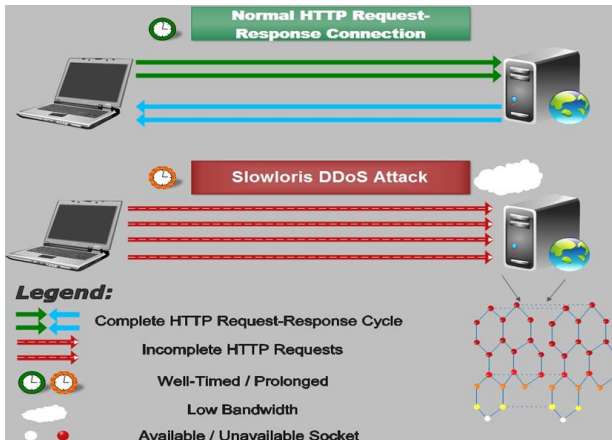 Normal HTTP Request-
Response Connection
Slowloris DDoS Attack
Legend:
Complete HTTP Request-Response Cycle
Incomplete HTTP Requests
Well-Timed / Prolonged
Low Bandwidth
Available / Unavailable Socket